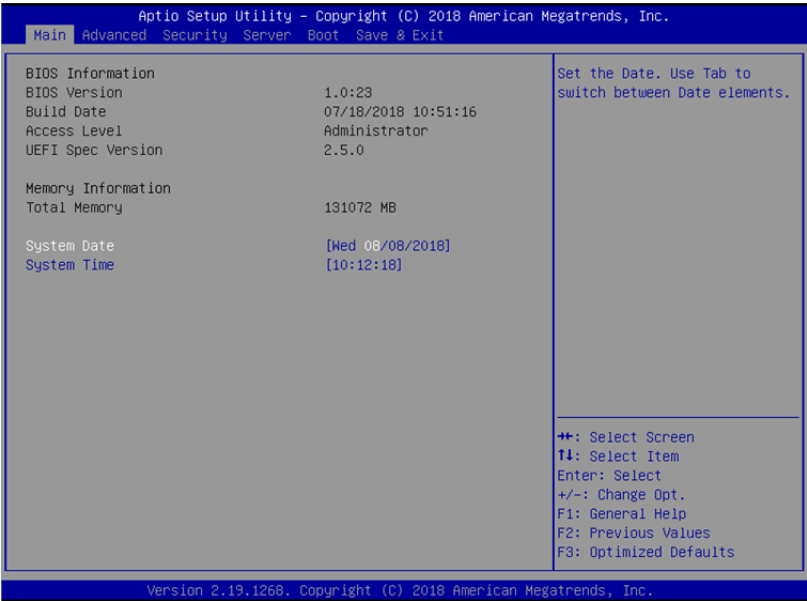 Aptio Setup Utility – Copyright (C) 2018 American Megatrends, Inc.
Main Advanced Security Server Boot Save & Exit
BIOS Information
BIOS Version 1.0:23
Build Date 07/18/2018 10:51:16
Access Level Administrator
UEFI Spec Version 2.5.0
Memory Information
Total Memory 131072 MB
System Date [Wed 08/08/2018]
System Time [10:12:18]
Set the Date. Use Tab to
switch between Date elements.
→←: Select Screen
↑↓: Select Item
Enter: Select
+/-: Change Opt.
F1: General Help
F2: Previous Values
F3: Optimized Defaults
Version 2.19.1268. Copyright (C) 2018 American Megatrends, Inc.